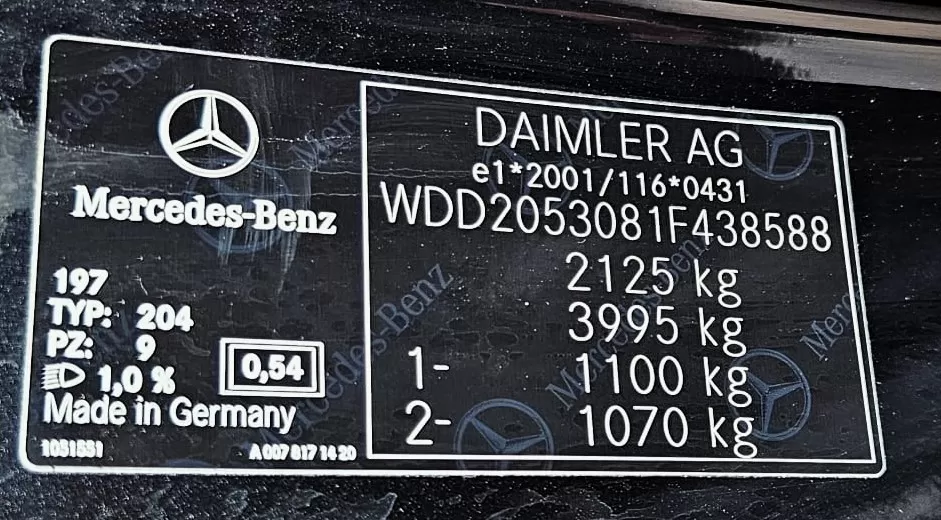 Mercedes-Benz
197
TYP: 204
PZ: 9
1,0 %
0,54
Made in Germany
1051551
A 007 817 14 20
DAIMLER AG
e1*2001/116*0431
WDD2053081F438588
2125 kg
3995 kg
1- 1100 kg
2- 1070 kg